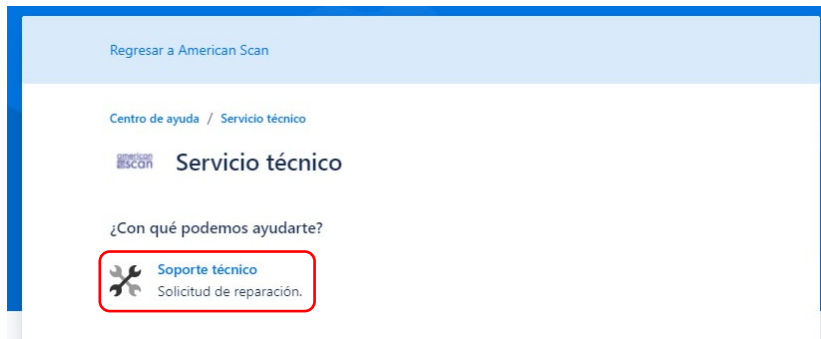 Regresar a American Scan
Centro de ayuda / Servicio técnico
american scan
Servicio técnico
¿Con qué podemos ayudarte?
Soporte técnico
Solicitud de reparación.